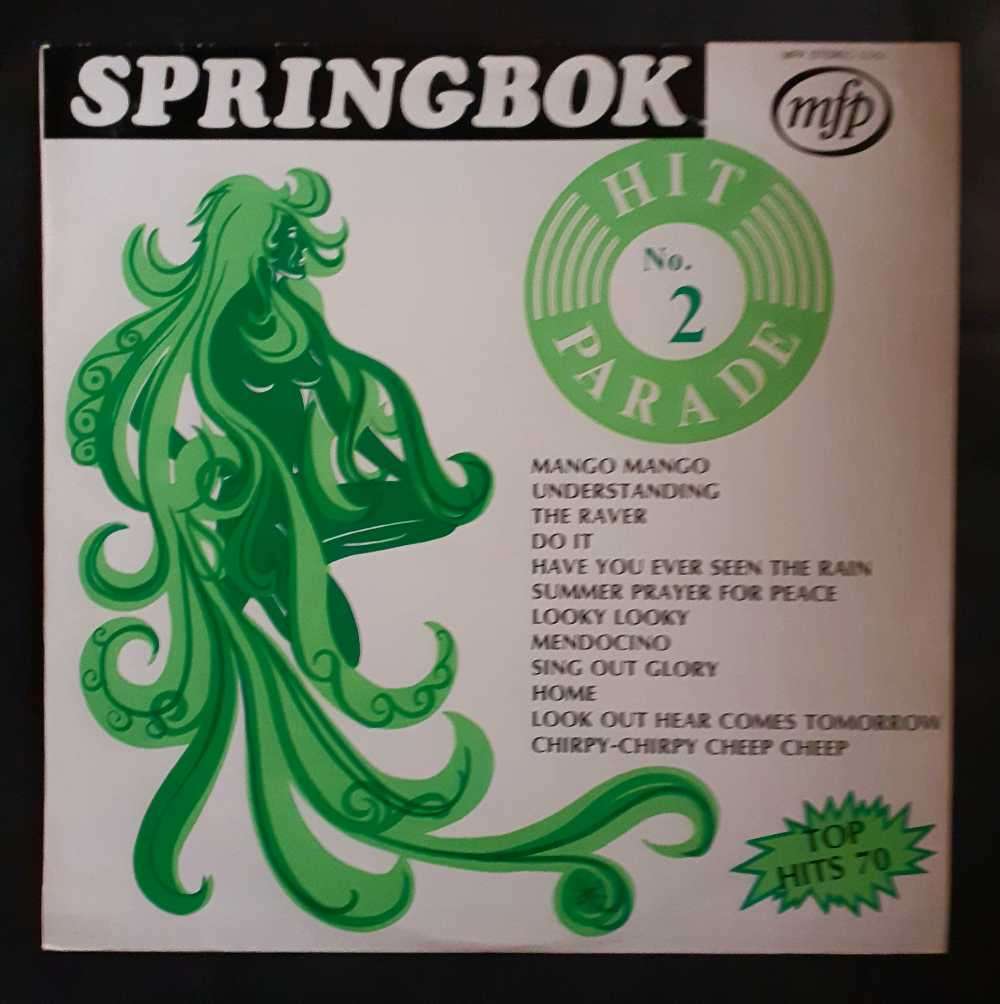 SPRINGBOK
mfp
HIT
No.
2
PARADE
MANGO MANGO
UNDERSTANDING
THE RAVER
DO IT
HAVE YOU EVER SEEN THE RAIN
SUMMER PRAYER FOR PEACE
LOOKY LOOKY
MENDOCINO
SING OUT GLORY
HOME
LOOK OUT HEAR COMES TOMORROW
CHIRPY-CHIRPY CHEEP CHEEP
TOP
HITS 70